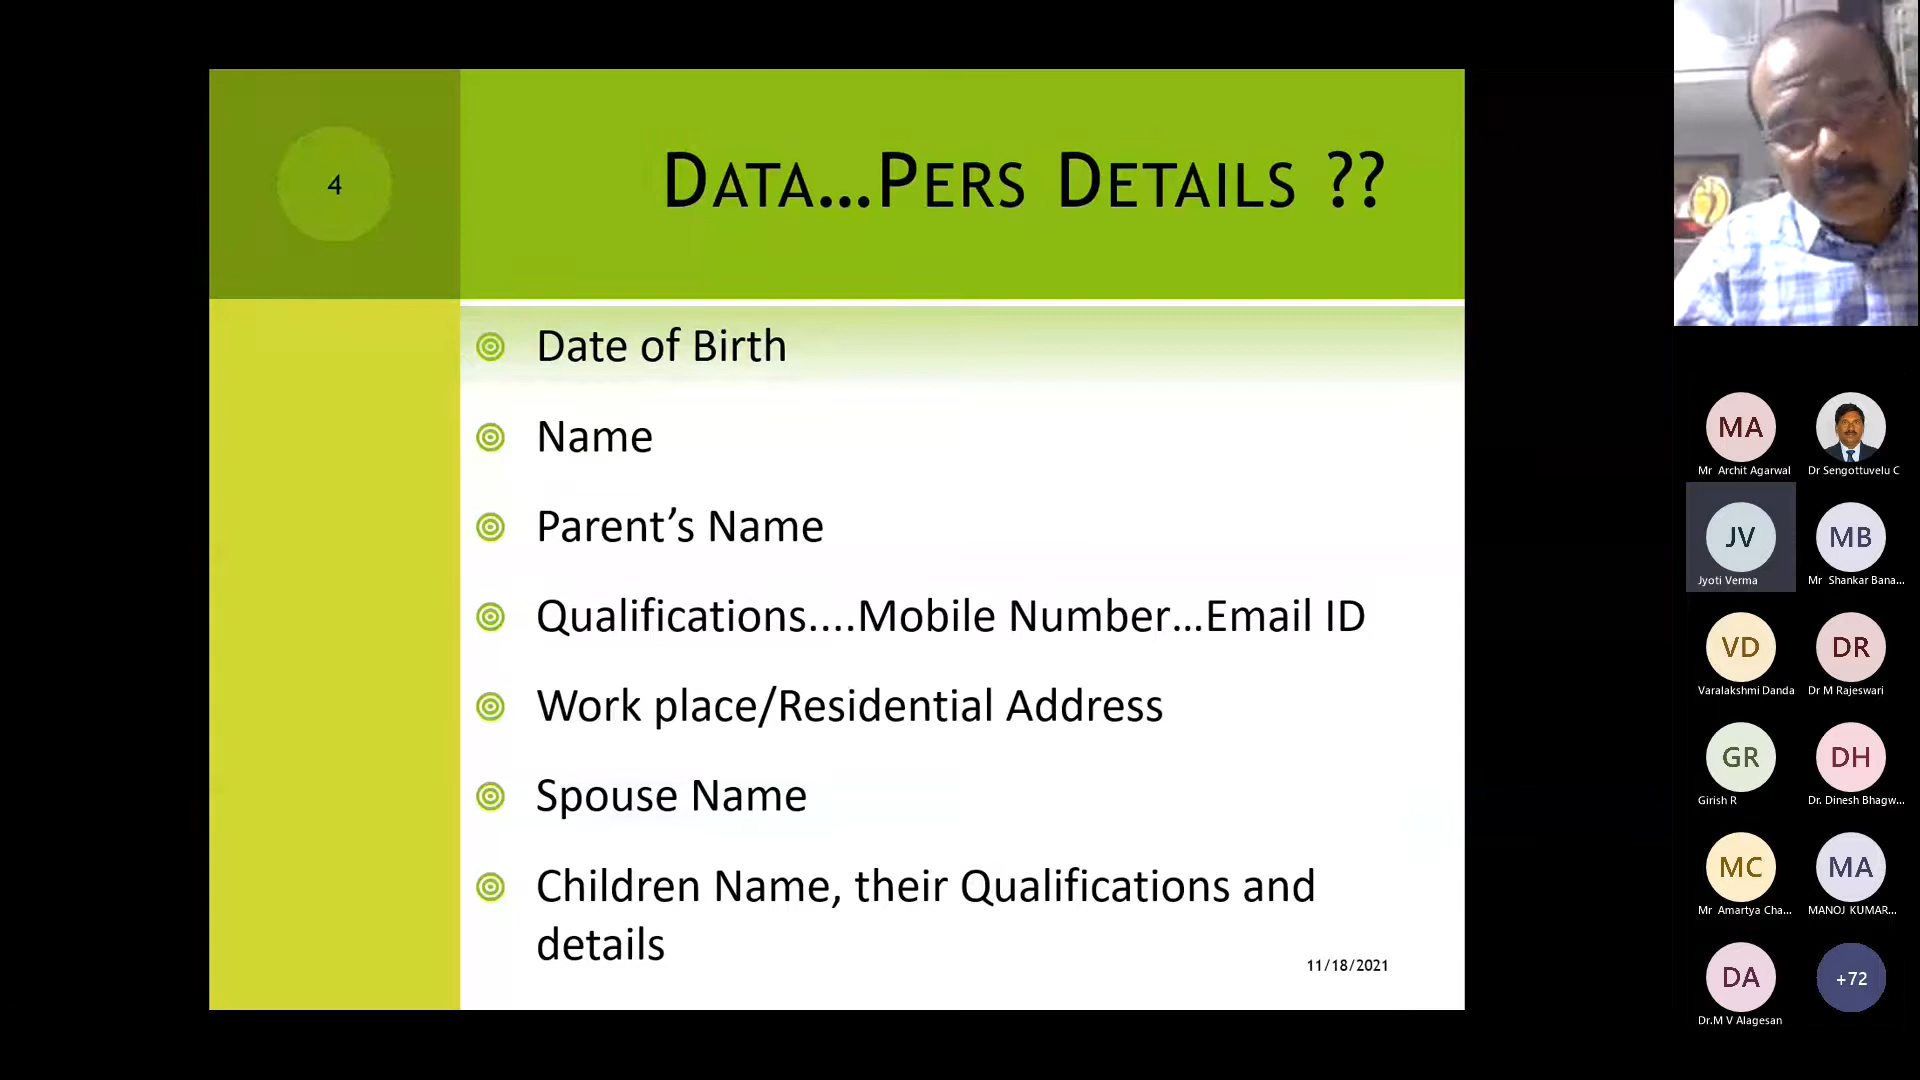 4
Data...Pers Details ??
Date of Birth
Name
Parent’s Name
Qualifications....Mobile Number...Email ID
Work place/Residential Address
Spouse Name
Children Name, their Qualifications and
details
11/18/2021
MA
Mr Archit Agarwal
Dr Sengottuvelu C
JV
Jyoti Verma
MB
Mr Shankar Bana...
VD
Varalakshmi Danda
DR
Dr M Rajeswari
GR
Girish R
DH
Dr. Dinesh Bhagw...
MC
Mr Amartya Cha...
MA
MANOJ KUMAR...
DA
Dr.M V Alagesan
+72